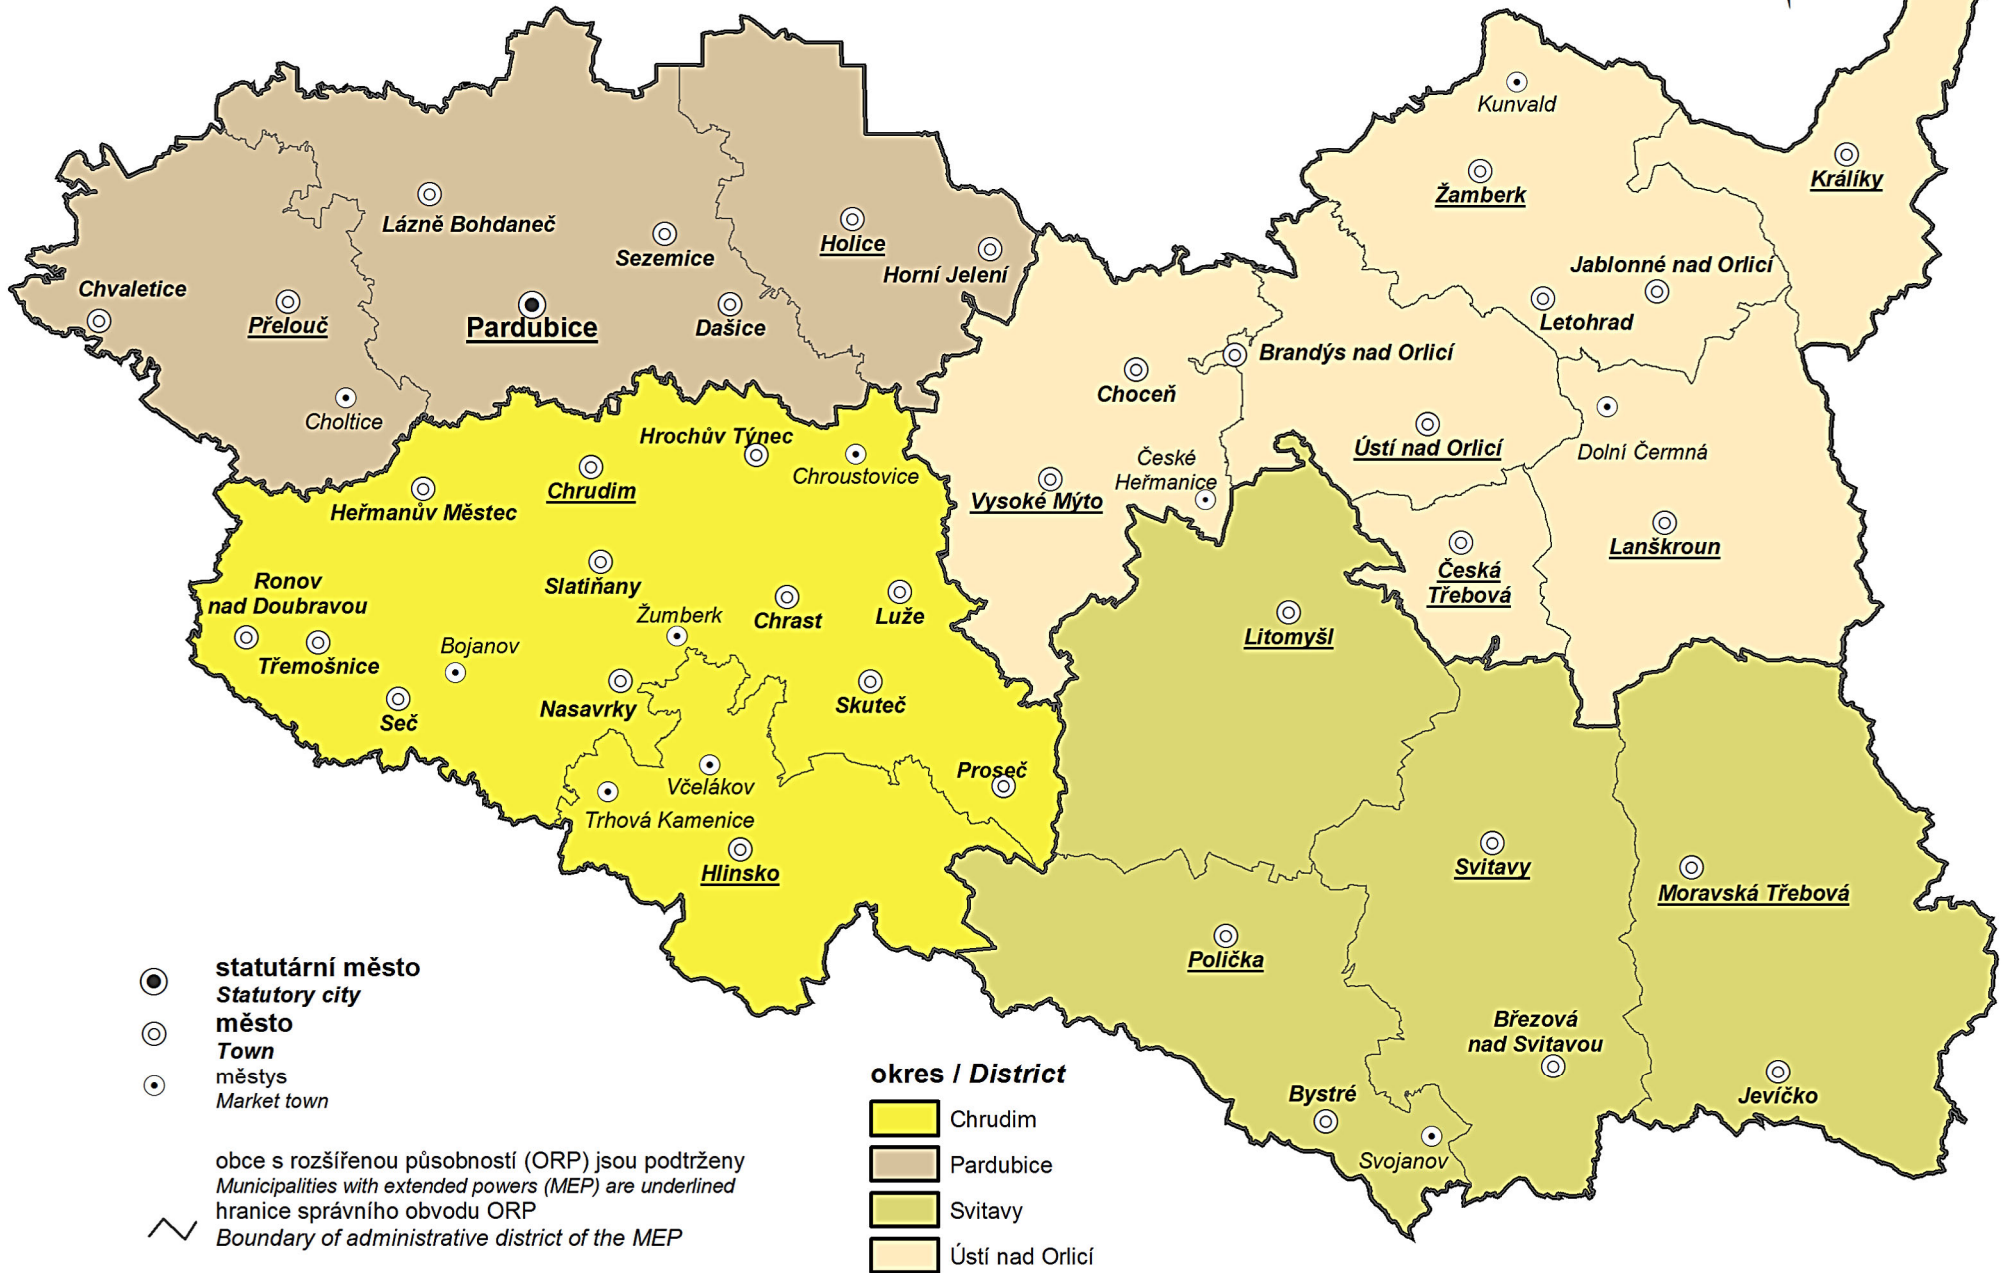 Kunvald
Žamberk
Králíky
Lázně Bohdaneč
Sezemice
Holice
Horní Jelení
Jablonné nad Orlicí
Letohrad
Chvaletice
Přelouč
Pardubice
Dašice
Choltice
Brandýs nad Orlicí
Choceň
Ústí nad Orlicí
Dolní Čermná
Hrochův Týnec
Chroustovice
České
Heřmanice
Vysoké Mýto
Heřmanův Městec
Chrudim
Lanškroun
Česká
Třebová
Ronov
nad Doubravou
Slatiňany
Žumberk
Chrast
Luže
Litomyšl
Třemošnice
Bojanov
Seč
Nasavrky
Skuteč
Včelákov
Proseč
Trhová Kamenice
Hlinsko
Svitavy
Moravská Třebová
Polička
Březová
nad Svitavou
Bystré
Jevíčko
Svojanov
statutární město
Statutory city
město
Town
městys
Market town
obce s rozšířenou působností (ORP) jsou podtrženy
Municipalities with extended powers (MEP) are underlined
hranice správního obvodu ORP
Boundary of administrative district of the MEP
okres / District
Chrudim
Pardubice
Svitavy
Ústí nad Orlicí